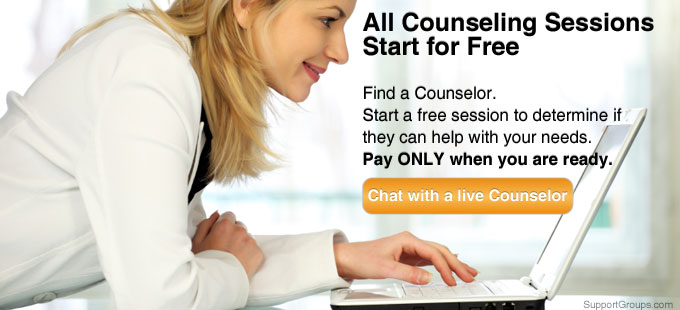 All Counseling Sessions
Start for Free
Find a Counselor.
Start a free session to determine if
they can help with your needs.
Pay ONLY when you are ready.
Chat with a live Counselor
SupportGroups.com